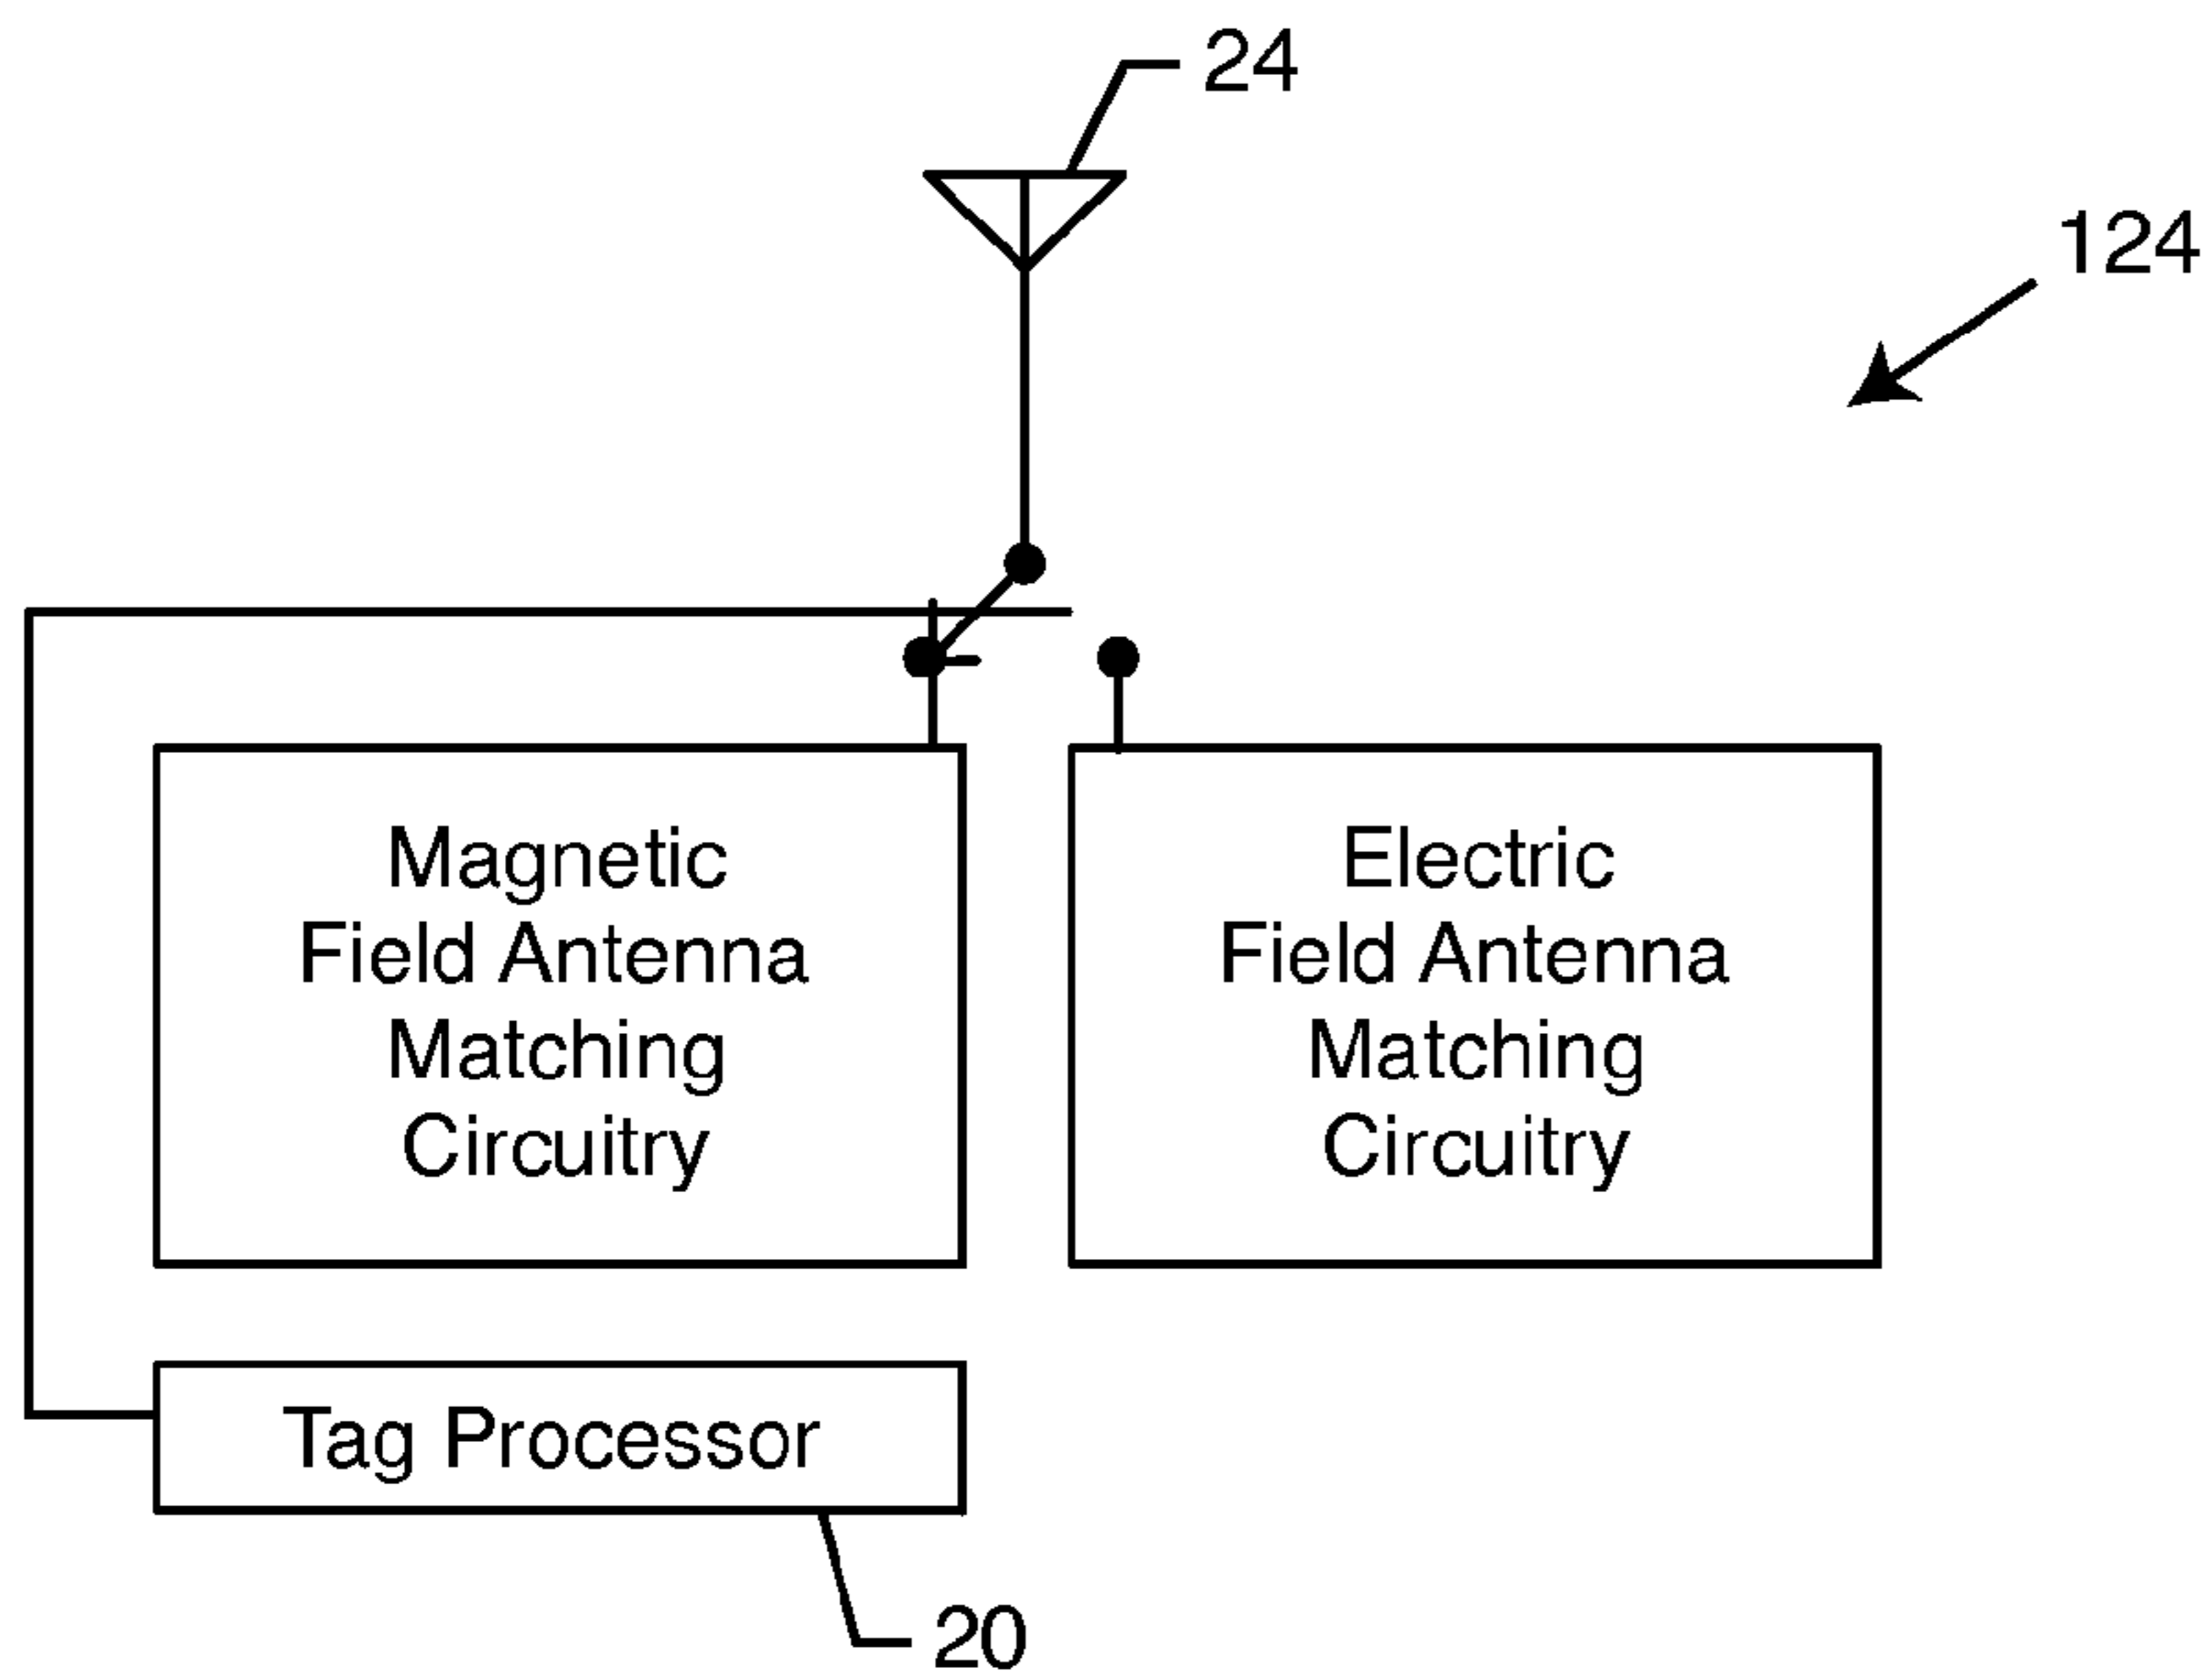 24
124
Magnetic
Field Antenna
Matching
Circuitry
Electric
Field Antenna
Matching
Circuitry
Tag Processor
20